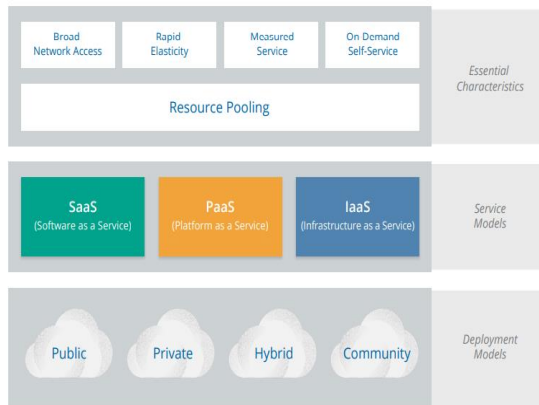 Broad
Network Access
Rapid
Elasticity
Measured
Service
On-Demand
Self-Service
Resource Pooling
Essential
Characteristics
SaaS
(Software as a Service)
PaaS
(Platform as a Service)
IaaS
(Infrastructure as a Service)
Service
Models
Public
Private
Hybrid
Community
Deployment
Models